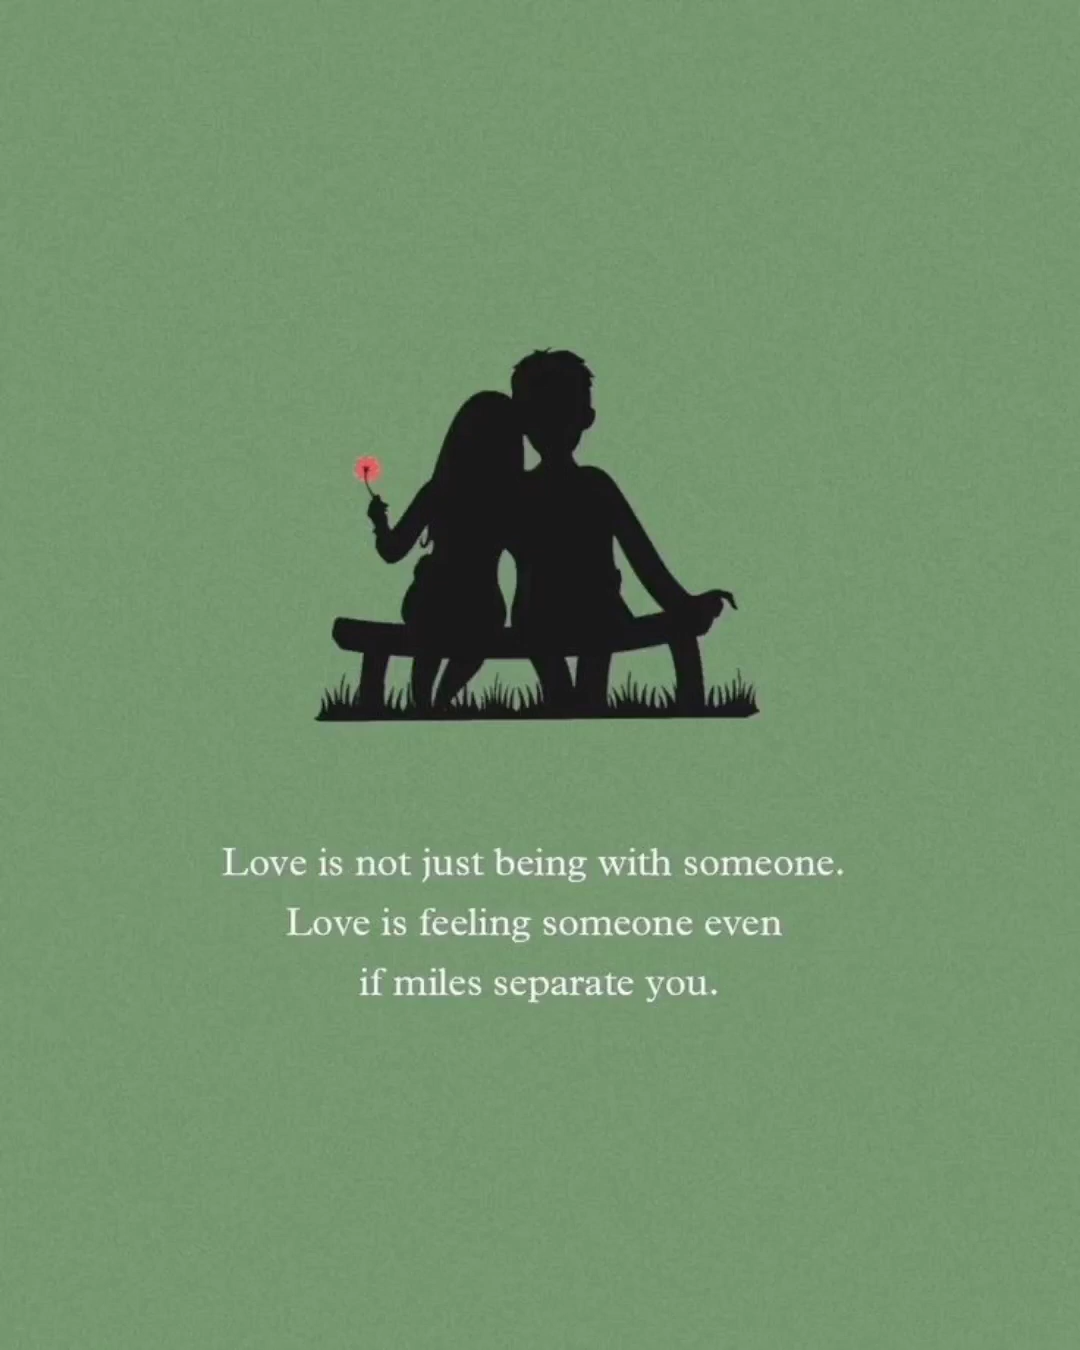 Love is not just being with someone.
Love is feeling someone even
if miles separate you.